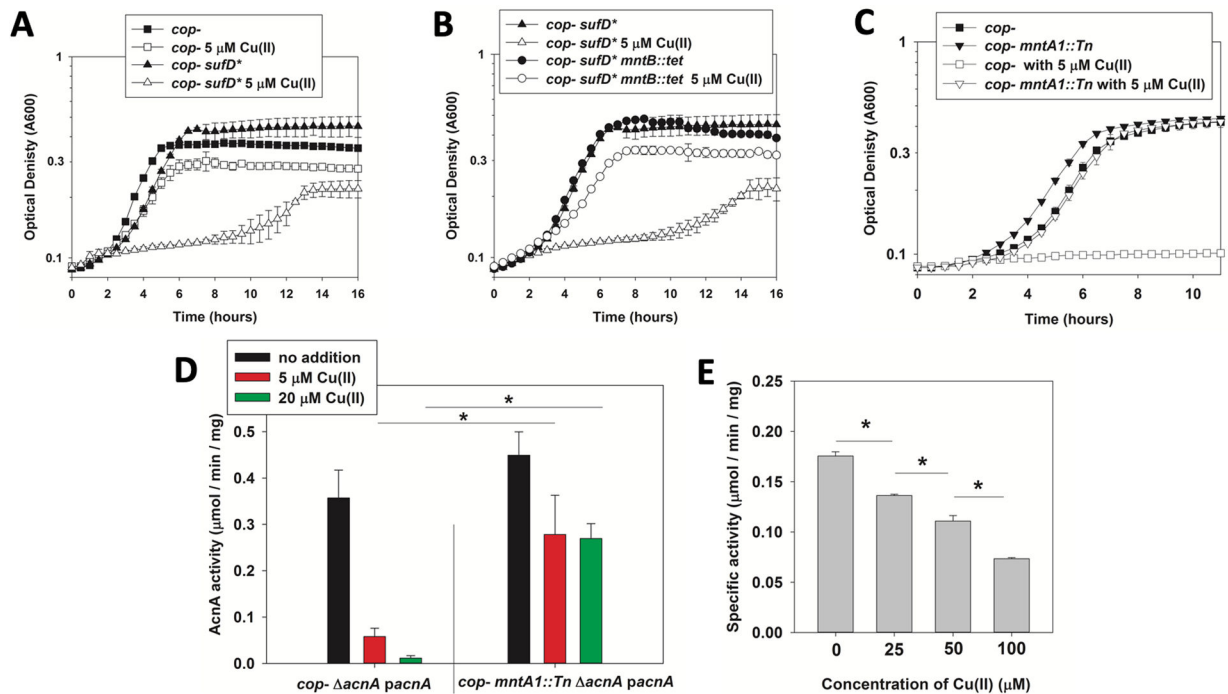 A
cop-
cop- 5 μM Cu(II)
cop- sufD*
cop- sufD* 5 μM Cu(II)
1
0.3
0.1
Optical Denisty (A600)
0 2 4 6 8 10 12 14 16
Time (hours)
B
cop- sufD*
cop- sufD* 5 μM Cu(II)
cop- sufD* mntB::tet
cop- sufD* mntB::tet 5 μM Cu(II)
1
0.3
0.1
Optical Denisty (A600)
0 2 4 6 8 10 12 14 16
Time (hours)
C
cop-
cop- mntA1::Tn
cop- with 5 μM Cu(II)
cop- mntA1::Tn with 5 μM Cu(II)
1
0.3
0.1
Optical Density (A600)
0 2 4 6 8 10
Time (hours)
D
no addition
5 μM Cu(II)
20 μM Cu(II)
*
*
0.5
0.4
0.3
0.2
0.1
0.0
AcnA activity (μmol / min / mg)
cop- ΔacnA pacnA
cop- mntA1::Tn ΔacnA pacnA
E
0.25
0.20
0.15
0.10
0.05
0.00
Specific activity (μmol / min / mg)
*
*
*
0 25 50 100
Concentration of Cu(II) (μM)